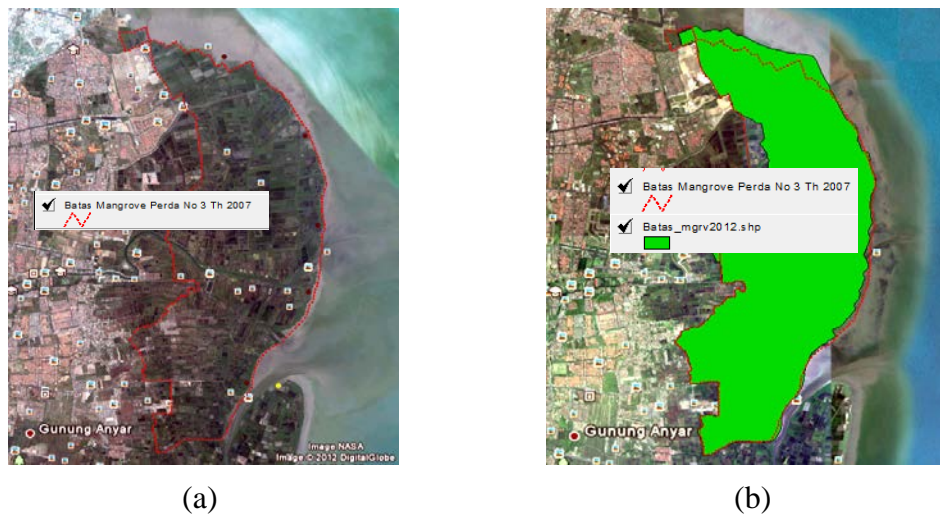 Batas Mangrove Perda No 3 Th 2007
Gunung Anyar
Image NASA
Image © 2012 DigitalGlobe
(a)
Batas Mangrove Perda No 3 Th 2007
Batas_mgrv2012.shp
Gunung Anyar
(b)